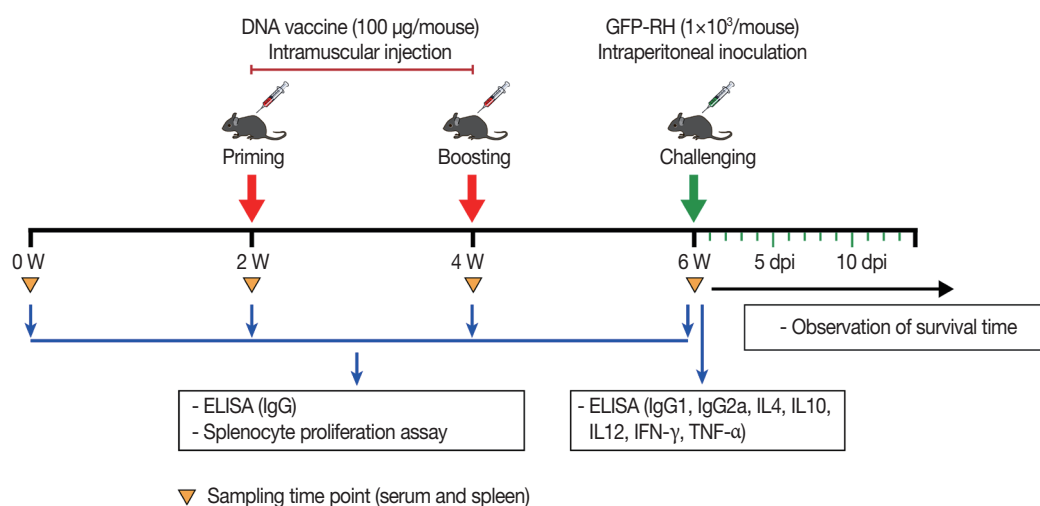 DNA vaccine (100 µg/mouse)
Intramuscular injection
GFP-RH (1×10³/mouse)
Intraperitoneal inoculation
Priming
Boosting
Challenging
0 W
2 W
4 W
6 W
5 dpi
10 dpi
- Observation of survival time
- ELISA (IgG)
- Splenocyte proliferation assay
- ELISA (IgG1, IgG2a, IL4, IL10,
IL12, IFN-γ, TNF-α)
Sampling time point (serum and spleen)